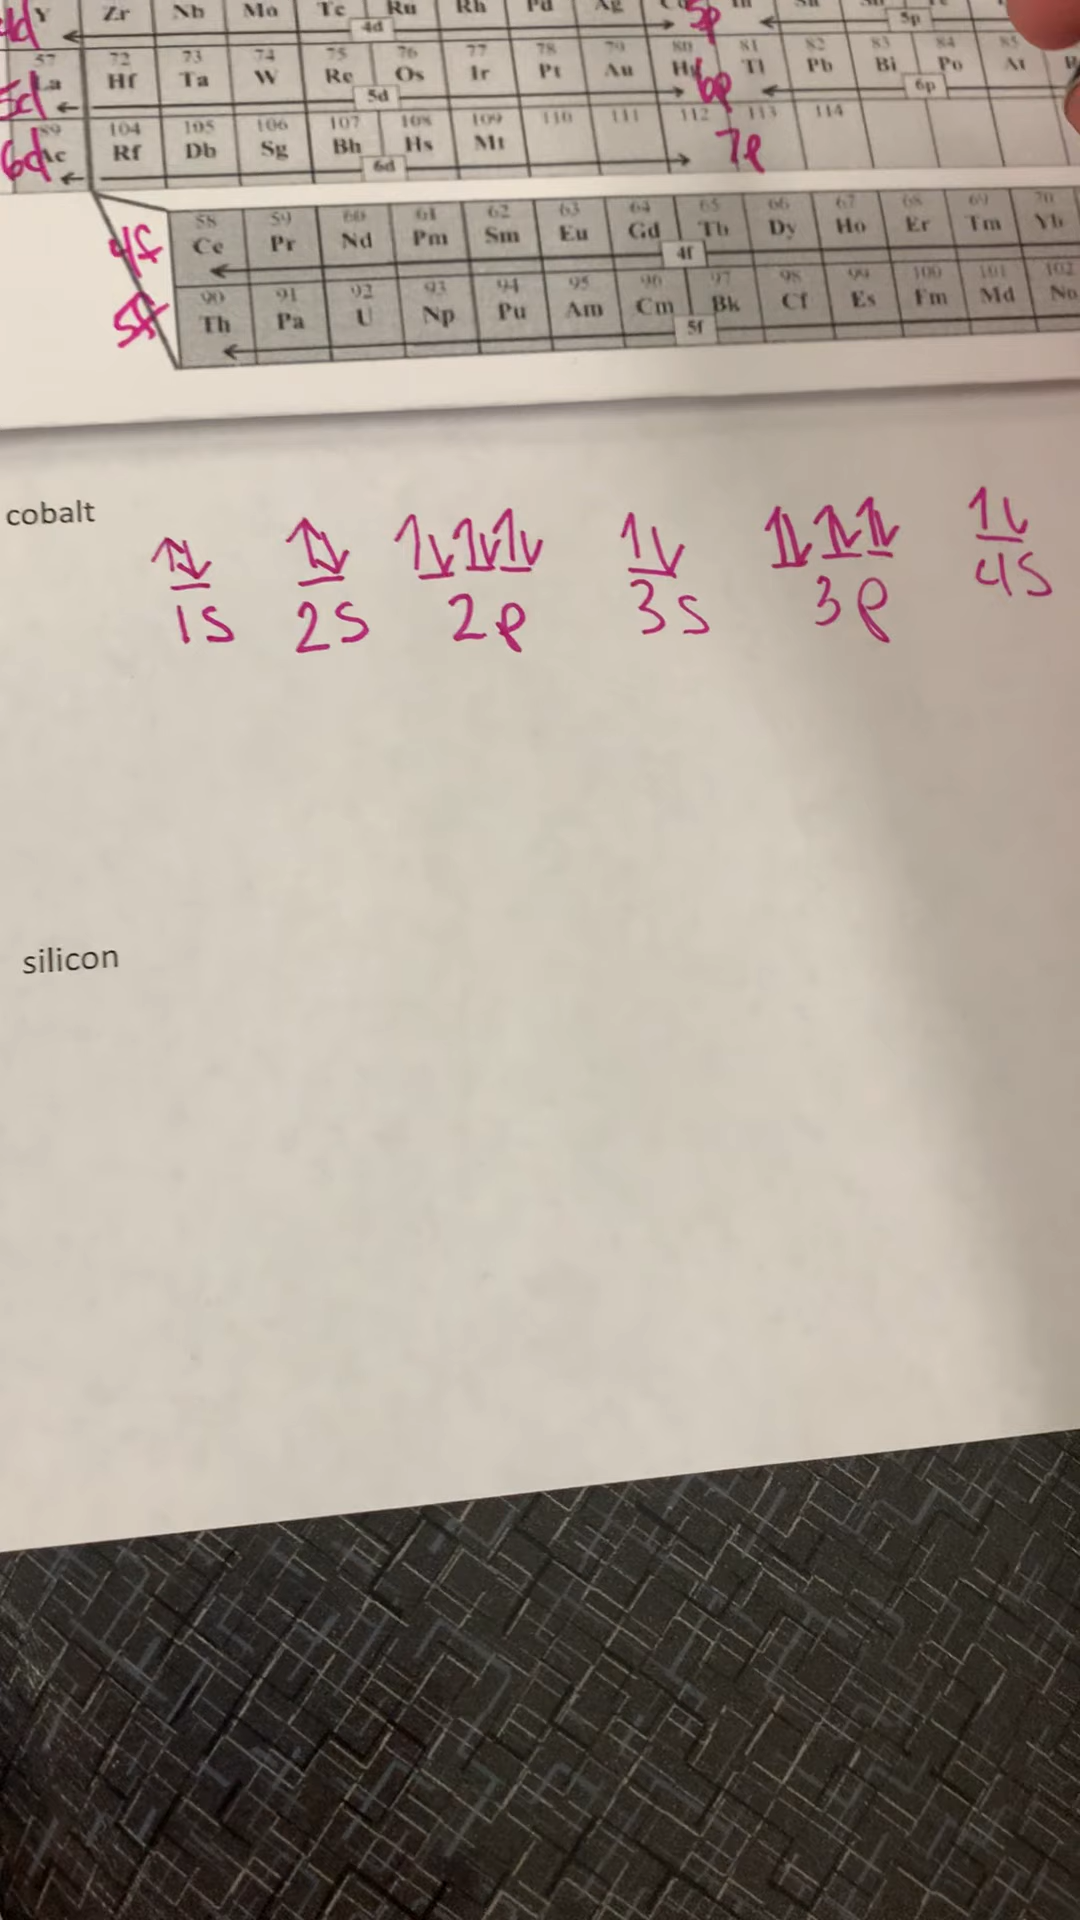 4d Y Zr Nb Mo Tc Ru Rh Pd Ag 5p
4d 5p
57 72 73 74 75 76 77 78 79 80 81 82 83 84 85
La Hf Ta W Re Os Ir Pt Au Hg Tl Pb Bi Po At
5d 5d 6p 6p
89 104 105 106 107 108 109 110 111 112 113 114
Ac Rf Db Sg Bh Hs Mt
6d 6d 7p
58 59 60 61 62 63 64 65 66 67 68 69 70
4f Ce Pr Nd Pm Sm Eu Gd Tb Dy Ho Er Tm Yb
4f
90 91 92 93 94 95 96 97 98 99 100 101 102
5f Th Pa U Np Pu Am Cm Bk Cf Es Fm Md No
5f
cobalt
↑↓ ↑↓ ↑↓ ↑↓ ↑↓ ↑↓ ↑↓ ↑↓ ↑↓ ↑↓
1s 2s 2p 3s 3p 4s
silicon